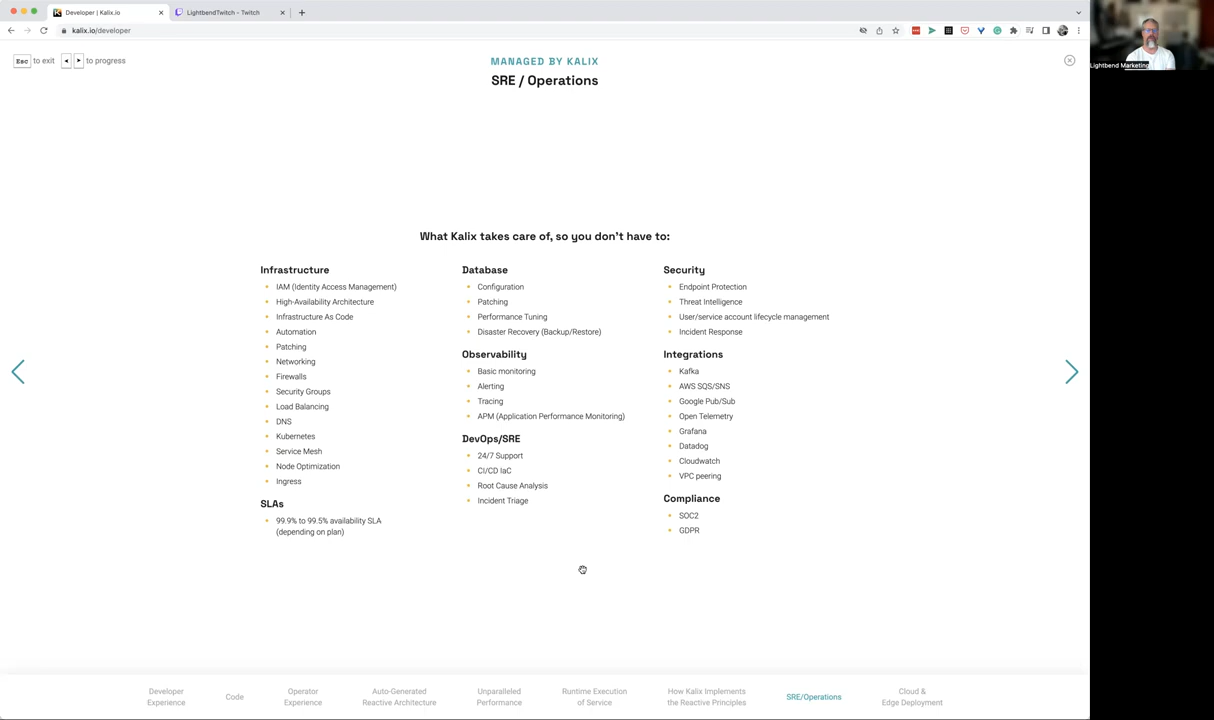 Developer | Kalix.io
LightbendTwitch - Twitch
kalix.io/developer
Lightbend Marketing
Esc to exit
to progress
MANAGED BY KALIX
SRE / Operations
What Kalix takes care of, so you don't have to:
Infrastructure
IAM (Identity Access Management)
High-Availability Architecture
Infrastructure As Code
Automation
Patching
Networking
Firewalls
Security Groups
Load Balancing
DNS
Kubernetes
Service Mesh
Node Optimization
Ingress
SLAs
99.9% to 99.5% availability SLA
(depending on plan)
Database
Configuration
Patching
Performance Tuning
Disaster Recovery (Backup/Restore)
Observability
Basic monitoring
Alerting
Tracing
APM (Application Performance Monitoring)
DevOps/SRE
24/7 Support
CI/CD IaC
Root Cause Analysis
Incident Triage
Security
Endpoint Protection
Threat Intelligence
User/service account lifecycle management
Incident Response
Integrations
Kafka
AWS SQS/SNS
Google Pub/Sub
Open Telemetry
Grafana
Datadog
Cloudwatch
VPC peering
Compliance
SOC2
GDPR
Developer
Experience
Code
Operator
Experience
Auto-Generated
Reactive Architecture
Unparalleled
Performance
Runtime Execution
of Service
How Kalix Implements
the Reactive Principles
SRE/Operations
Cloud &
Edge Deployment